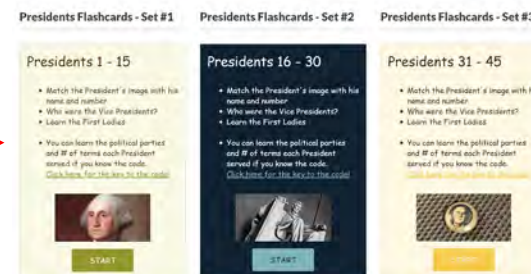 Presidents Flashcards - Set #1
Presidents 1 - 15
• Match the President's image with his
name and number
• Who were the Vice Presidents?
• Learn the First Ladies
• You can learn the political parties
and # of terms each President
served if you know the code.
Click here for the key to the code!
START
Presidents Flashcards - Set #2
Presidents 16 - 30
• Match the President's image with his
name and number
• Who were the Vice Presidents?
• Learn the First Ladies
• You can learn the political parties
and # of terms each President
served if you know the code.
Click here for the key to the code!
START
Presidents Flashcards - Set #3
Presidents 31 - 45
• Match the President's image with
name and number
• Who were the Vice Presidents?
• Learn the First Ladies
• You can learn the political parties
and # of terms each President
served if you know the code.